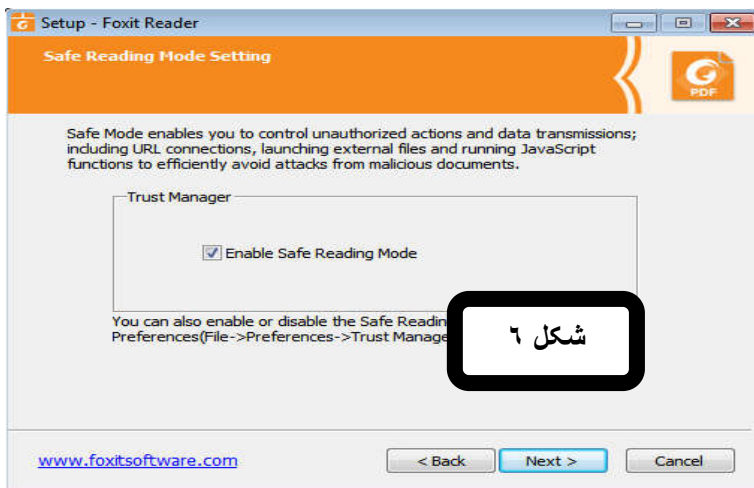 Setup - Foxit Reader
Safe Reading Mode Setting
PDF
Safe Mode enables you to control unauthorized actions and data transmissions;
including URL connections, launching external files and running JavaScript
functions to efficiently avoid attacks from malicious documents.
Trust Manager
Enable Safe Reading Mode
You can also enable or disable the Safe
Preferences(File->Preferences->Trust
شكل ٦
www.foxitsoftware.com
< Back
Next >
Cancel